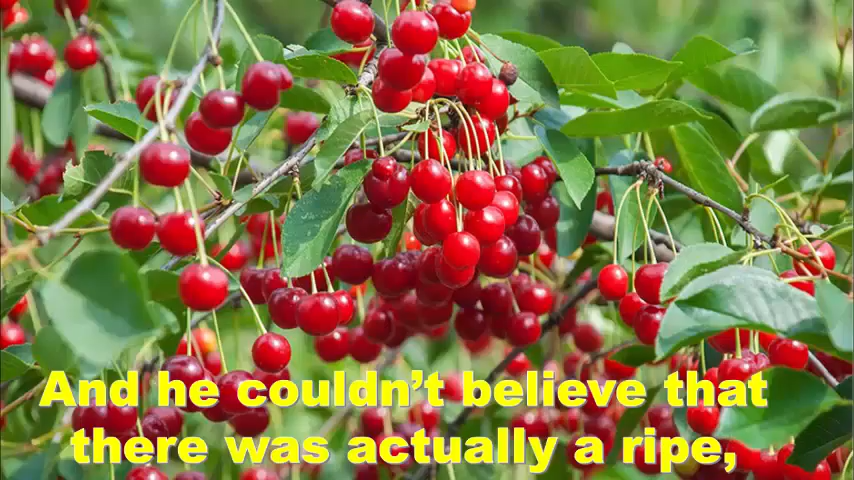 And he couldn’t believe that
there was actually a ripe,